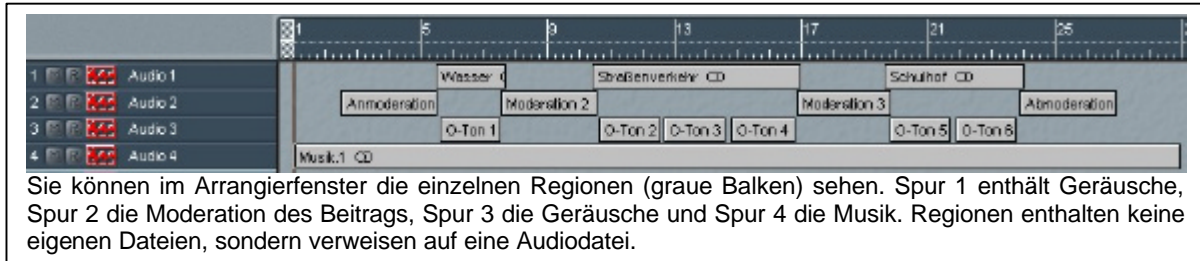 1 5 9 13 17 21 25
1 M R Audio 1 Wasser Straßenverkehr Schulhof
2 M R Audio 2 Anmoderation Moderation 2 Moderation 3 Abmoderation
3 M R Audio 3 O-Ton 1 O-Ton 2 O-Ton 3 O-Ton 4 O-Ton 5 O-Ton 6
4 M R Audio 4 Musik.1
Sie können im Arrangierfenster die einzelnen Regionen (graue Balken) sehen. Spur 1 enthält Geräusche,
Spur 2 die Moderation des Beitrags, Spur 3 die Geräusche und Spur 4 die Musik. Regionen enthalten keine
eigenen Dateien, sondern verweisen auf eine Audiodatei.